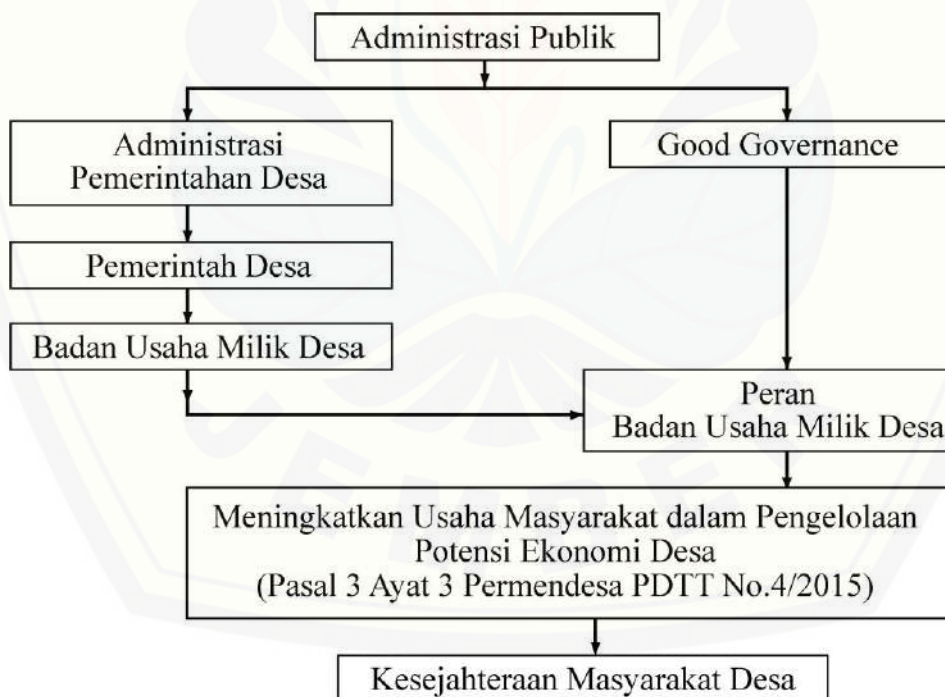 Administrasi Publik
Administrasi
Pemerintahan Desa
Good Governance
Pemerintah Desa
Badan Usaha Milik Desa
Peran
Badan Usaha Milik Desa
Meningkatkan Usaha Masyarakat dalam Pengelolaan
Potensi Ekonomi Desa
(Pasal 3 Ayat 3 Permendesa PDTT No.4/2015)
Kesejahteraan Masyarakat Desa